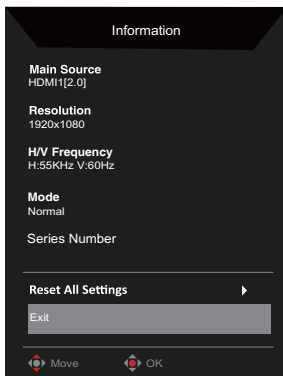 Information
Main Source
HDMI1[2.0]
Resolution
1920x1080
H/V Frequency
H:55KHz V:60Hz
Mode
Normal
Series Number
Reset All Settings
Exit
Move OK